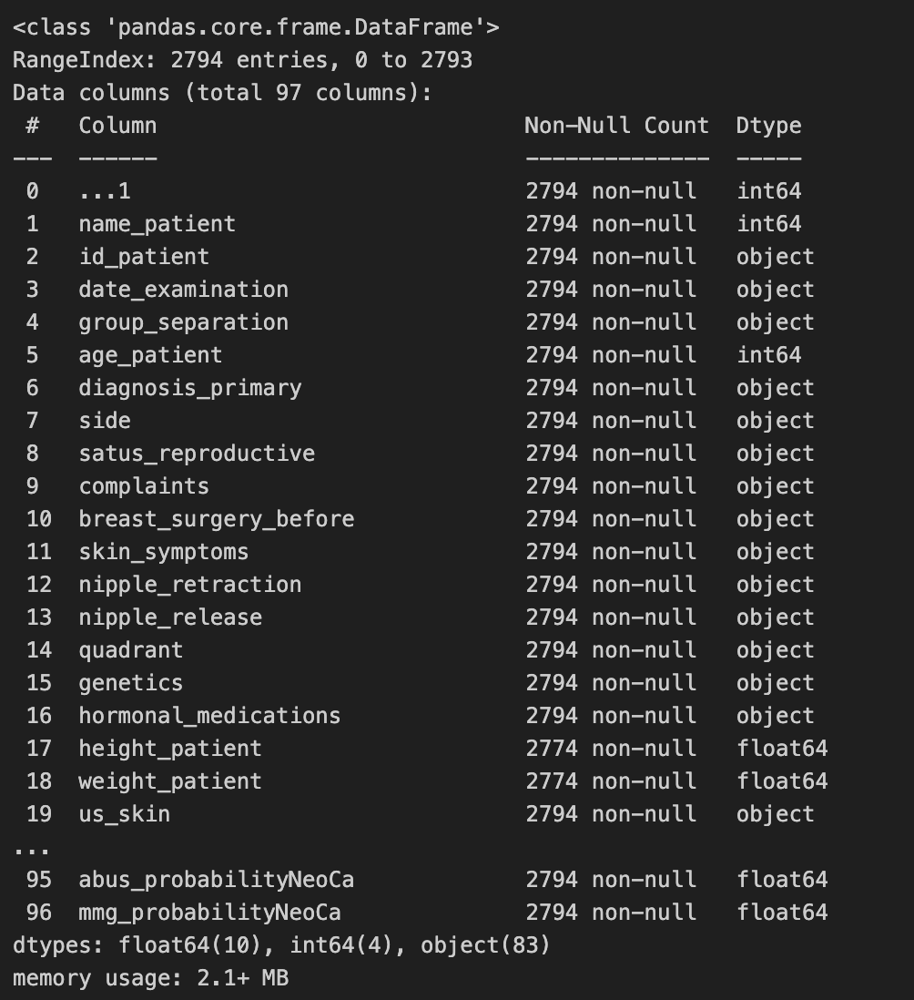 <class 'pandas.core.frame.DataFrame'>
RangeIndex: 2794 entries, 0 to 2793
Data columns (total 97 columns):
 #   Column                            Non-Null Count  Dtype
---  ------                            --------------  -----
 0   ...1                              2794 non-null   int64
 1   name_patient                      2794 non-null   int64
 2   id_patient                        2794 non-null   object
 3   date_examination                  2794 non-null   object
 4   group_separation                  2794 non-null   object
 5   age_patient                       2794 non-null   int64
 6   diagnosis_primary                 2794 non-null   object
 7   side                              2794 non-null   object
 8   satus_reproductive                2794 non-null   object
 9   complaints                        2794 non-null   object
 10  breast_surgery_before             2794 non-null   object
 11  skin_symptoms                     2794 non-null   object
 12  nipple_retraction                 2794 non-null   object
 13  nipple_release                    2794 non-null   object
 14  quadrant                          2794 non-null   object
 15  genetics                          2794 non-null   object
 16  hormonal_medications              2794 non-null   object
 17  height_patient                    2774 non-null   float64
 18  weight_patient                    2774 non-null   float64
 19  us_skin                           2794 non-null   object
...
 95  abus_probabilityNeoCa             2794 non-null   float64
 96  mmg_probabilityNeoCa              2794 non-null   float64
dtypes: float64(10), int64(4), object(83)
memory usage: 2.1+ MB